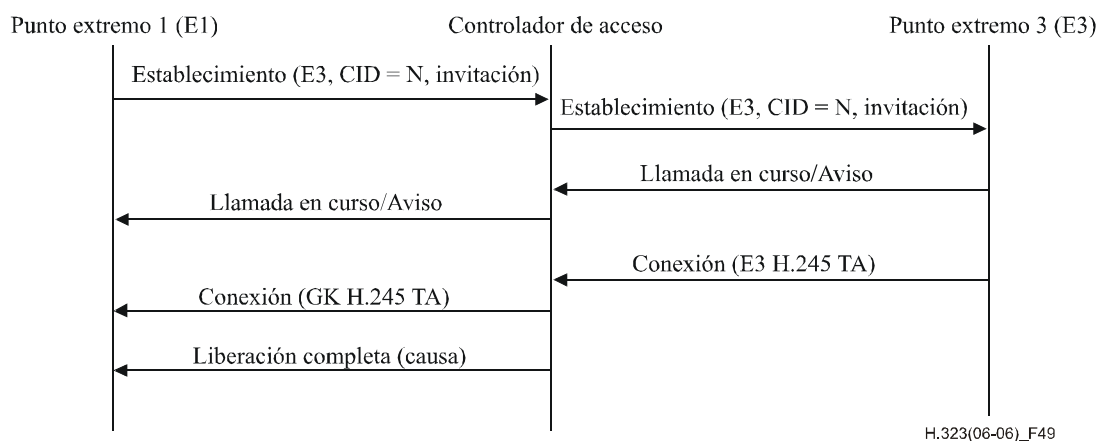 Punto extremo 1 (E1) Controlador de acceso Punto extremo 3 (E3)
Establecimiento (E3, CID = N, invitación)
Establecimiento (E3, CID = N, invitación)
Llamada en curso/Aviso
Llamada en curso/Aviso
Conexión (E3 H.245 TA)
Conexión (GK H.245 TA)
Liberación completa (causa)
H.323(06-06)_F49